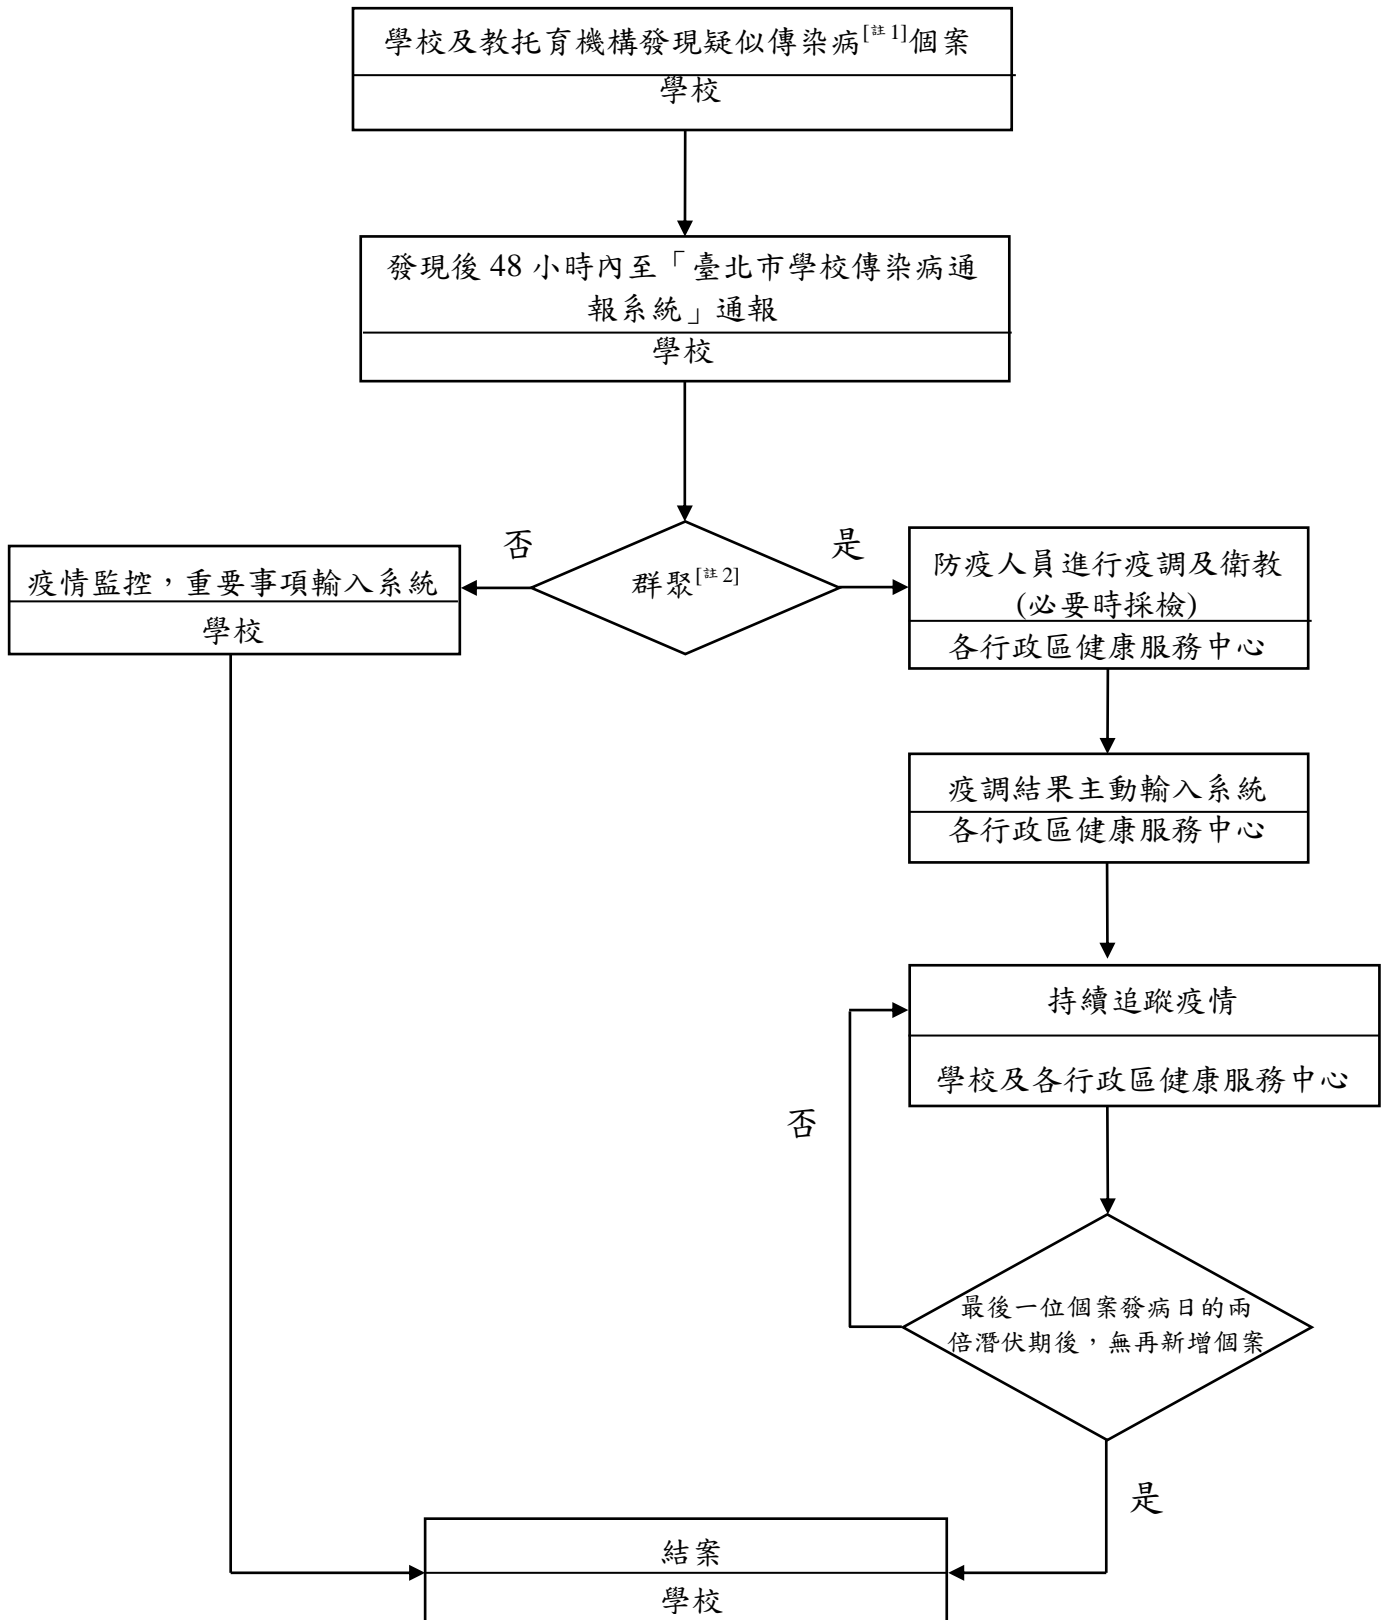 學校及教托育機構發現疑似傳染病[註1]個案
學校
發現後 48 小時內至「臺北市學校傳染病通
報系統」通報
學校
否
是
群聚[註2]
疫情監控，重要事項輸入系統
學校
防疫人員進行疫調及衛教
(必要時採檢)
各行政區健康服務中心
疫調結果主動輸入系統
各行政區健康服務中心
持續追蹤疫情
學校及各行政區健康服務中心
否
最後一位個案發病日的兩
倍潛伏期後，無再新增個案
是
結案
學校